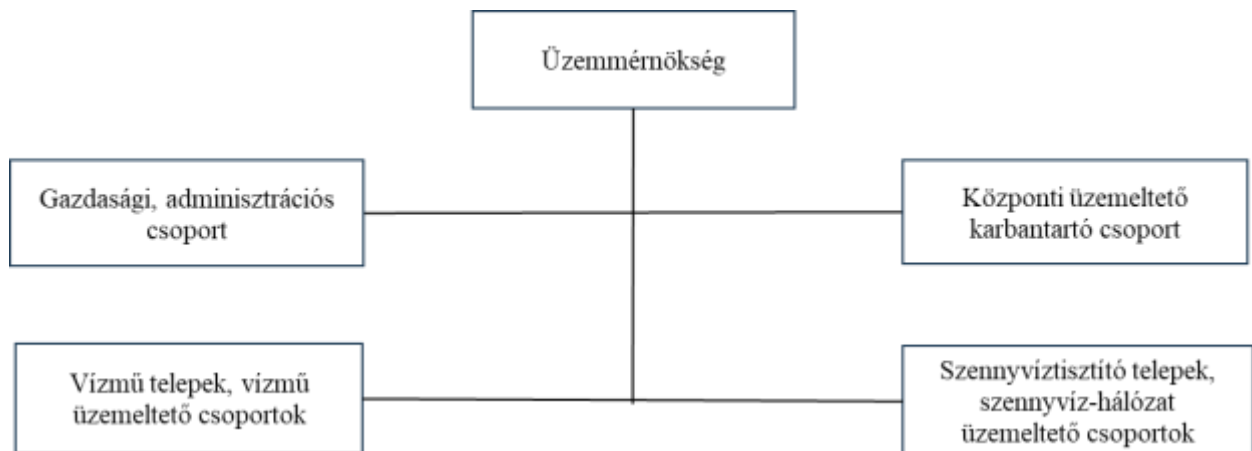 Üzemmérnökség
Gazdasági, adminisztrációs
csoport
Központi üzemeltető
karbantartó csoport
Vízmű telepek, vízmű
üzemeltető csoportok
Szennyvíztisztító telepek,
szennyvíz-hálózat
üzemeltető csoportok